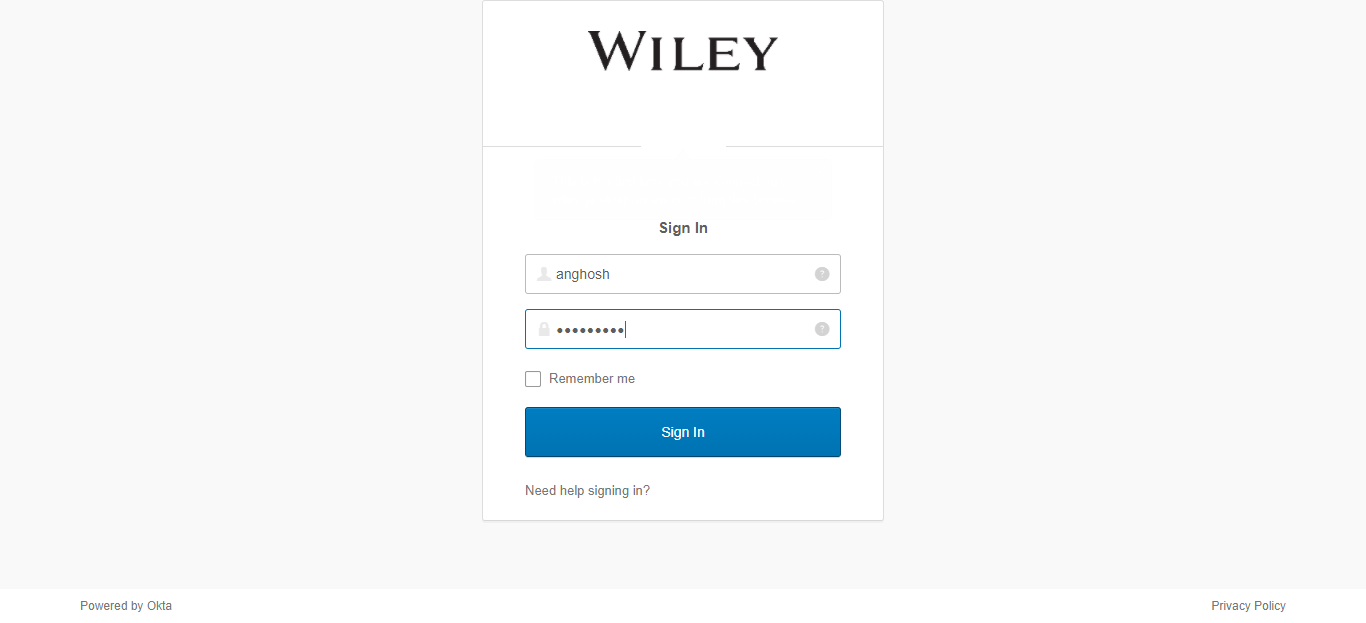 WILEY
Sign In
anghosh
•••••••••
Remember me
Sign In
Need help signing in?
Powered by Okta
Privacy Policy